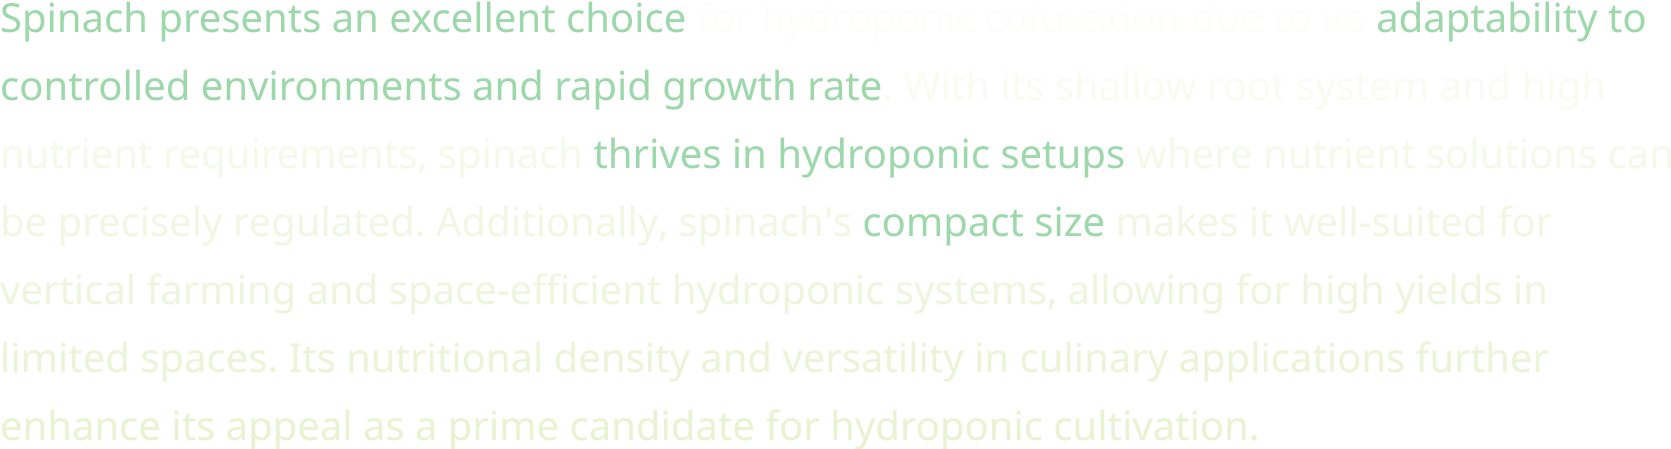 Spinach presents an excellent choice for hydroponic cultivation due to its adaptability to
controlled environments and rapid growth rate. With its shallow root system and high
nutrient requirements, spinach thrives in hydroponic setups where nutrient solutions can
be precisely regulated. Additionally, spinach's compact size makes it well-suited for
vertical farming and space-efficient hydroponic systems, allowing for high yields in
limited spaces. Its nutritional density and versatility in culinary applications further
enhance its appeal as a prime candidate for hydroponic cultivation.